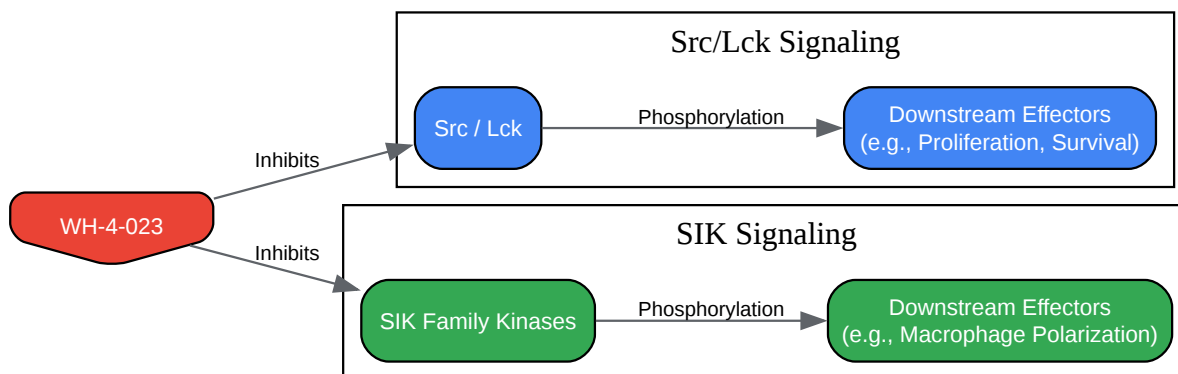 Src/Lck Signaling
Src / Lck
Phosphorylation
Downstream Effectors
(e.g., Proliferation, Survival)
Inhibits
WH-4-023
Inhibits
SIK Signaling
SIK Family Kinases
Phosphorylation
Downstream Effectors
(e.g., Macrophage Polarization)